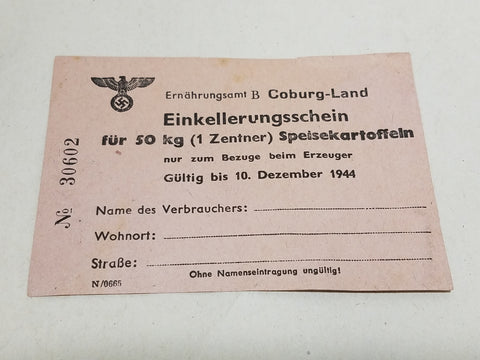 Ernährungsamt B Coburg-Land
Einkellerungsschein
für 50 kg (1 Zentner) Speisekartoffeln
nur zum Bezuge beim Erzeuger
Gültig bis 10. Dezember 1944
№ 30602
Name des Verbrauchers:
Wohnort:
Straße:
Ohne Namenseintragung ungültig!
N/0665